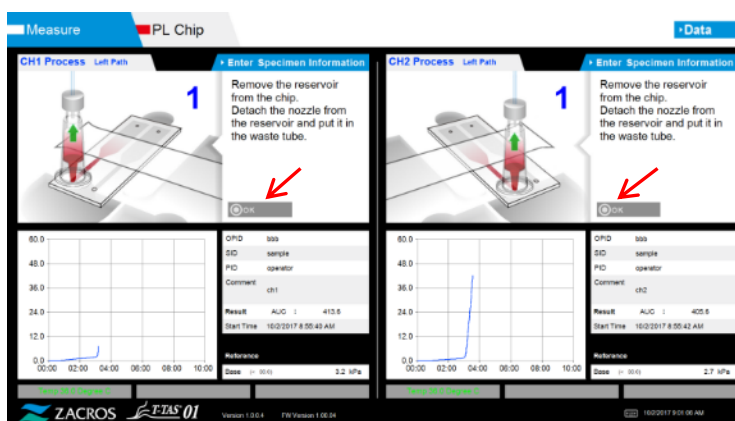 Measure
PL Chip
Data
CH1 Process Left Path
Enter Specimen Information
1
Remove the reservoir
from the chip.
Detach the nozzle from
the reservoir and put it in
the waste tube.
OK
60.0
48.0
36.0
24.0
12.0
0.0
00:00 02:00 04:00 06:00 08:00 10:00
OPID bbb
SID sample
PID operator
Comment
ch1
Result AUC : 413.6
Start Time 10/2/2017 8:55:40 AM
Reference
Base 3.2 kPa
CH2 Process Left Path
Enter Specimen Information
1
Remove the reservoir
from the chip.
Detach the nozzle from
the reservoir and put it in
the waste tube.
OK
60.0
48.0
36.0
24.0
12.0
0.0
00:00 02:00 04:00 06:00 08:00 10:00
OPID bbb
SID sample
PID operator
Comment
ch2
Result AUC : 405.6
Start Time 10/2/2017 8:55:42 AM
Reference
Base 2.7 kPa
ZACROS T-TAS 01 Version 1.0.0.4 FW Version 1.00.04 10/2/2017 9:01:06 AM